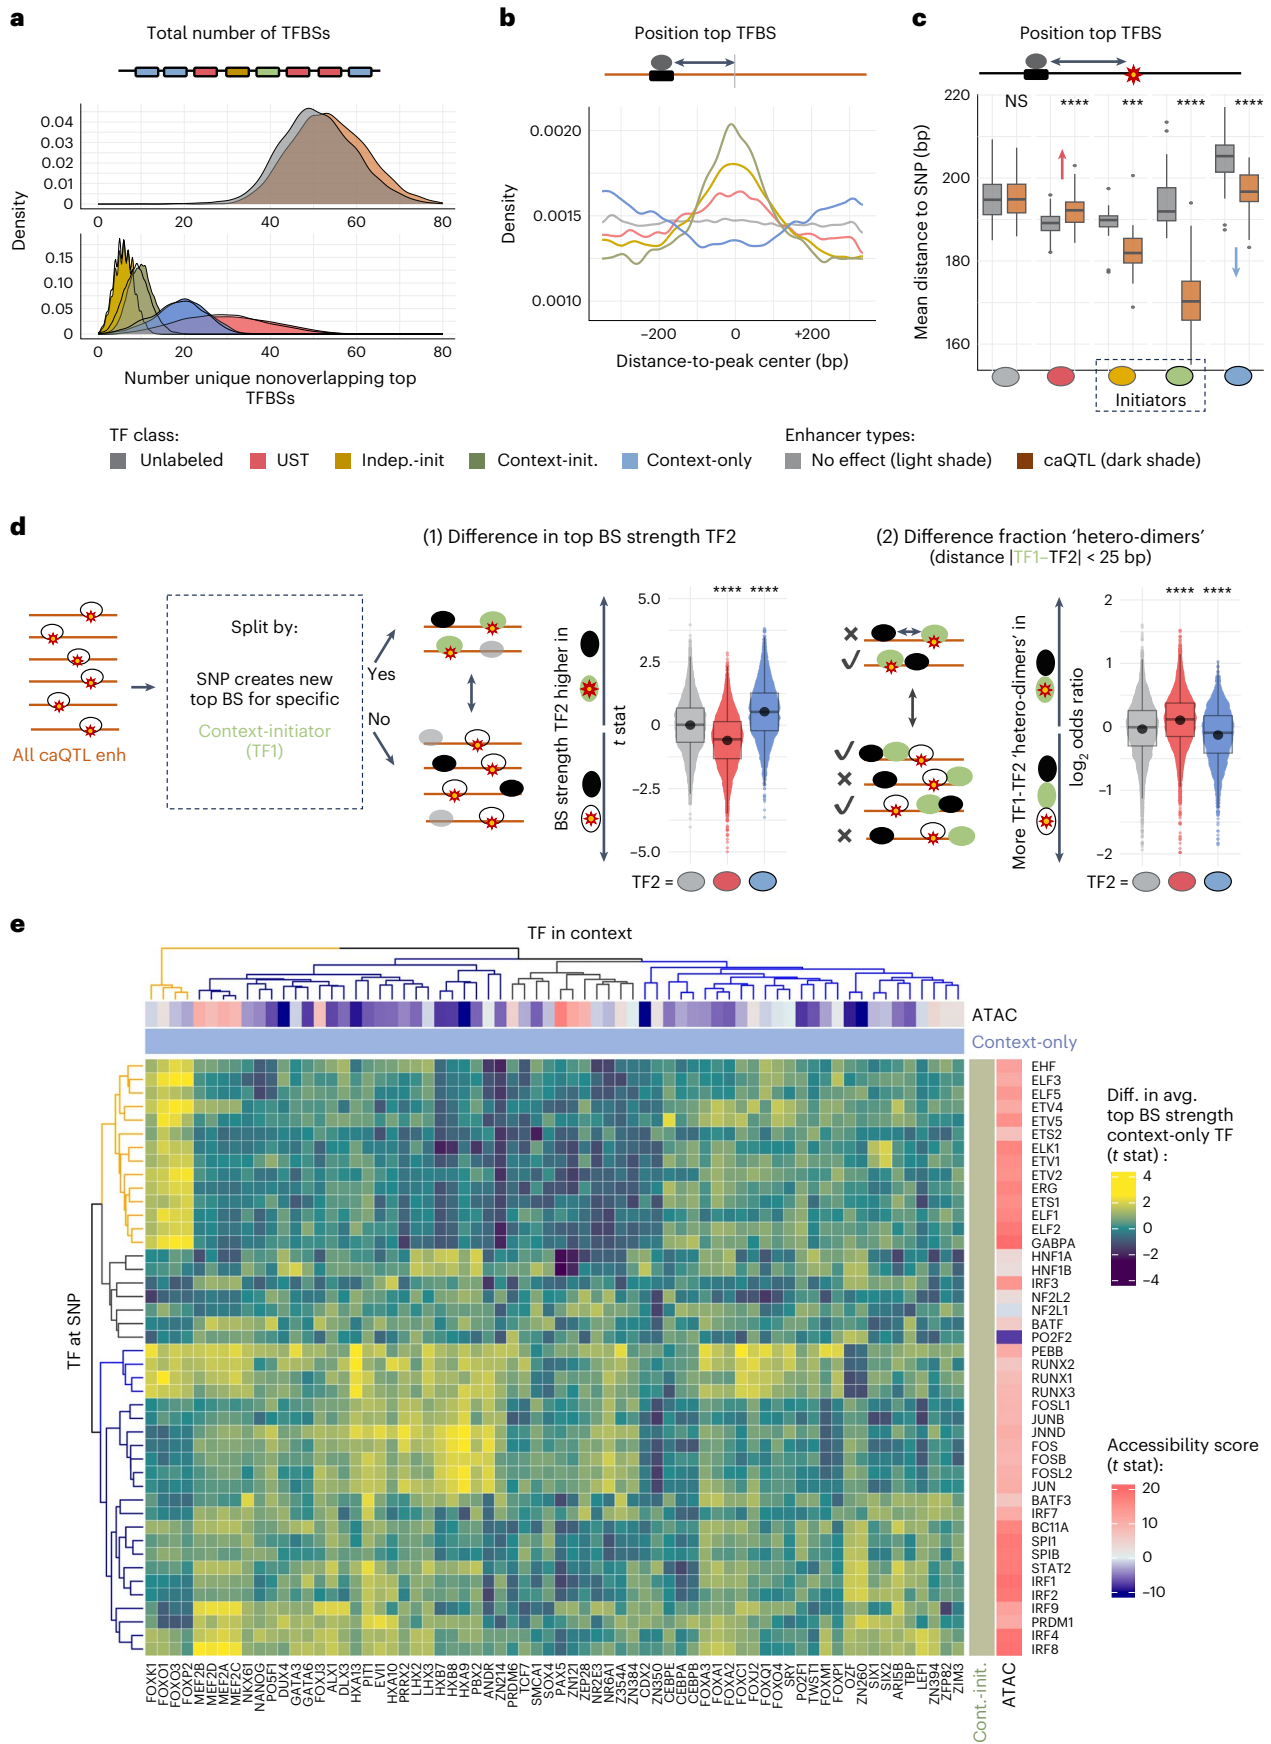 a
Total number of TFBSs
Density
0.04
0.03
0.02
0.01
0
0 20 40 60 80
0.15
0.10
0.05
0
0 20 40 60 80
Number unique nonoverlapping top
TFBSs
b
Position top TFBS
Density
0.0020
0.0015
0.0010
−200 0 +200
Distance-to-peak center (bp)
c
Position top TFBS
Mean distance to SNP (bp)
220
200
180
160
NS **** *** **** ****
Initiators
TF class:
Unlabeled UST Indep.-init Context-init. Context-only
Enhancer types:
No effect (light shade) caQTL (dark shade)
d
All caQTL enh
Split by:
SNP creates new
top BS for specific
Context-initiator
(TF1)
Yes
No
(1) Difference in top BS strength TF2
BS strength TF2 higher in
t stat
5.0
2.5
0
−2.5
−5.0
**** ****
TF2 =
(2) Difference fraction ‘hetero-dimers’
(distance |TF1–TF2| < 25 bp)
More TF1-TF2 ‘hetero-dimers’ in
log2 odds ratio
2
1
0
−1
−2
**** ****
TF2 =
e
TF in context
ATAC
Context-only
TF at SNP
EHF
ELF3
ELF5
ETV4
ETV5
ETS2
ELK1
ETV1
ETV2
ERG
ETS1
ELF1
ELF2
GABPA
HNF1A
HNF1B
IRF3
NF2L2
NF2L1
BATF
PO2F2
PEBB
RUNX2
RUNX1
RUNX3
FOSL1
JUNB
JNND
FOS
FOSB
FOSL2
JUN
BATF3
IRF7
BC11A
SPI1
SPIB
STAT2
IRF1
IRF2
IRF9
PRDM1
IRF4
IRF8
FOXK1
FOXO1
FOXO3
FOXP2
MEF2B
MEF2D
MEF2A
MEF2C
NKX61
NANOG
PO5F1
DUX4
GATA3
GATA6
FOXJ3
ALX1
DLX3
HXA13
PIT1
EVI1
HXA10
PRRX2
LHX2
LHX3
HXB7
HXB8
HXA9
PBX2
ANDR
ZN214
PRDM6
TCF7
SMCA1
SOX4
PAX5
ZN121
ZEP28
NR2E3
NR6A1
Z354A
ZN384
CDX2
ZN350
CEBPE
CEBPA
CEBPB
FOXA3
FOXA1
FOXA2
FOXC1
FOXJ2
FOXQ1
FOXO4
SRY
PO2F1
TWST1
FOXM1
FOXP1
OZF
ZN260
SIX1
SIX2
ARI5B
TBP
LEF1
ZN394
ZFP82
ZIM3
Cont.-init.
ATAC
Diff. in avg.
top BS strength
context-only TF
(t stat) :
4
2
0
−2
−4
Accessibility score
(t stat):
20
10
0
−10